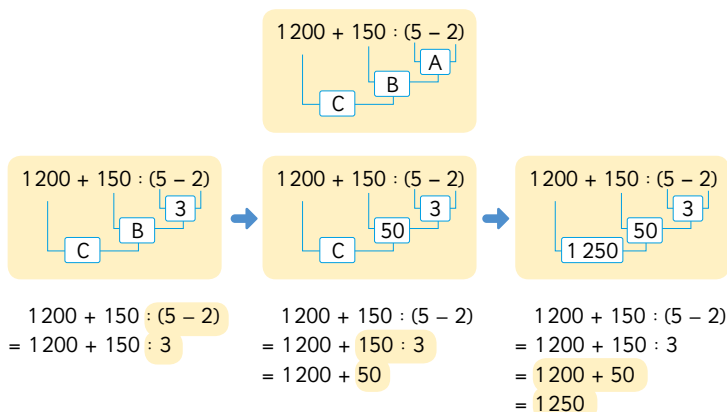 1 200 + 150 : (5 – 2)
A
B
C
1 200 + 150 : (5 – 2)
3
B
C
1 200 + 150 : (5 – 2)
3
50
C
1 200 + 150 : (5 – 2)
3
50
1 250
1 200 + 150 : (5 – 2)
= 1 200 + 150 : 3
1 200 + 150 : (5 – 2)
= 1 200 + 150 : 3
= 1 200 + 50
1 200 + 150 : (5 – 2)
= 1 200 + 150 : 3
= 1 200 + 50
= 1 250